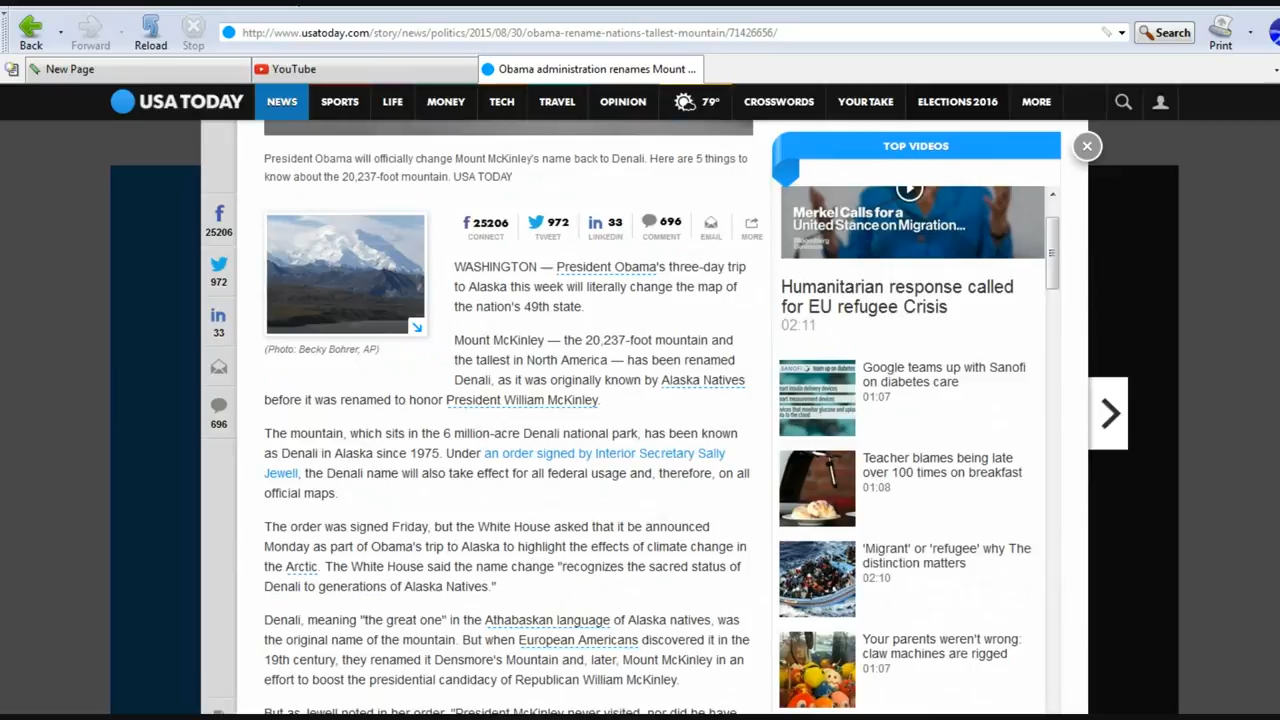 Back
Forward
Reload
Stop
http://www.usatoday.com/story/news/politics/2015/08/30/obama-rename-nations-tallest-mountain/71426656/
Search
Print
New Page
YouTube
Obama administration renames Mount ...
USA TODAY
NEWS
SPORTS
LIFE
MONEY
TECH
TRAVEL
OPINION
79°
CROSSWORDS
YOUR TAKE
ELECTIONS 2016
MORE
25206
972
33
696
President Obama will officially change Mount McKinley's name back to Denali. Here are 5 things to
know about the 20,237-foot mountain. USA TODAY
(Photo: Becky Bohrer, AP)
25206
CONNECT
972
TWEET
33
LINKEDIN
696
COMMENT
EMAIL
MORE
WASHINGTON — President Obama's three-day trip
to Alaska this week will literally change the map of
the nation's 49th state.
Mount McKinley — the 20,237-foot mountain and
the tallest in North America — has been renamed
Denali, as it was originally known by Alaska Natives
before it was renamed to honor President William McKinley.
The mountain, which sits in the 6 million-acre Denali national park, has been known
as Denali in Alaska since 1975. Under an order signed by Interior Secretary Sally
Jewell, the Denali name will also take effect for all federal usage and, therefore, on all
official maps.
The order was signed Friday, but the White House asked that it be announced
Monday as part of Obama's trip to Alaska to highlight the effects of climate change in
the Arctic. The White House said the name change "recognizes the sacred status of
Denali to generations of Alaska Natives."
Denali, meaning "the great one" in the Athabaskan language of Alaska natives, was
the original name of the mountain. But when European Americans discovered it in the
19th century, they renamed it Densmore's Mountain and, later, Mount McKinley in an
effort to boost the presidential candidacy of Republican William McKinley.
But as Jewell noted in her order, "President McKinley never visited, nor did he have
TOP VIDEOS
Merkel Calls for a
United Stance on Migration...
Bloomberg
Humanitarian response called
for EU refugee Crisis
02:11
Google teams up with Sanofi
on diabetes care
01:07
Teacher blames being late
over 100 times on breakfast
01:08
'Migrant' or 'refugee' why The
distinction matters
02:10
Your parents weren't wrong:
claw machines are rigged
01:07